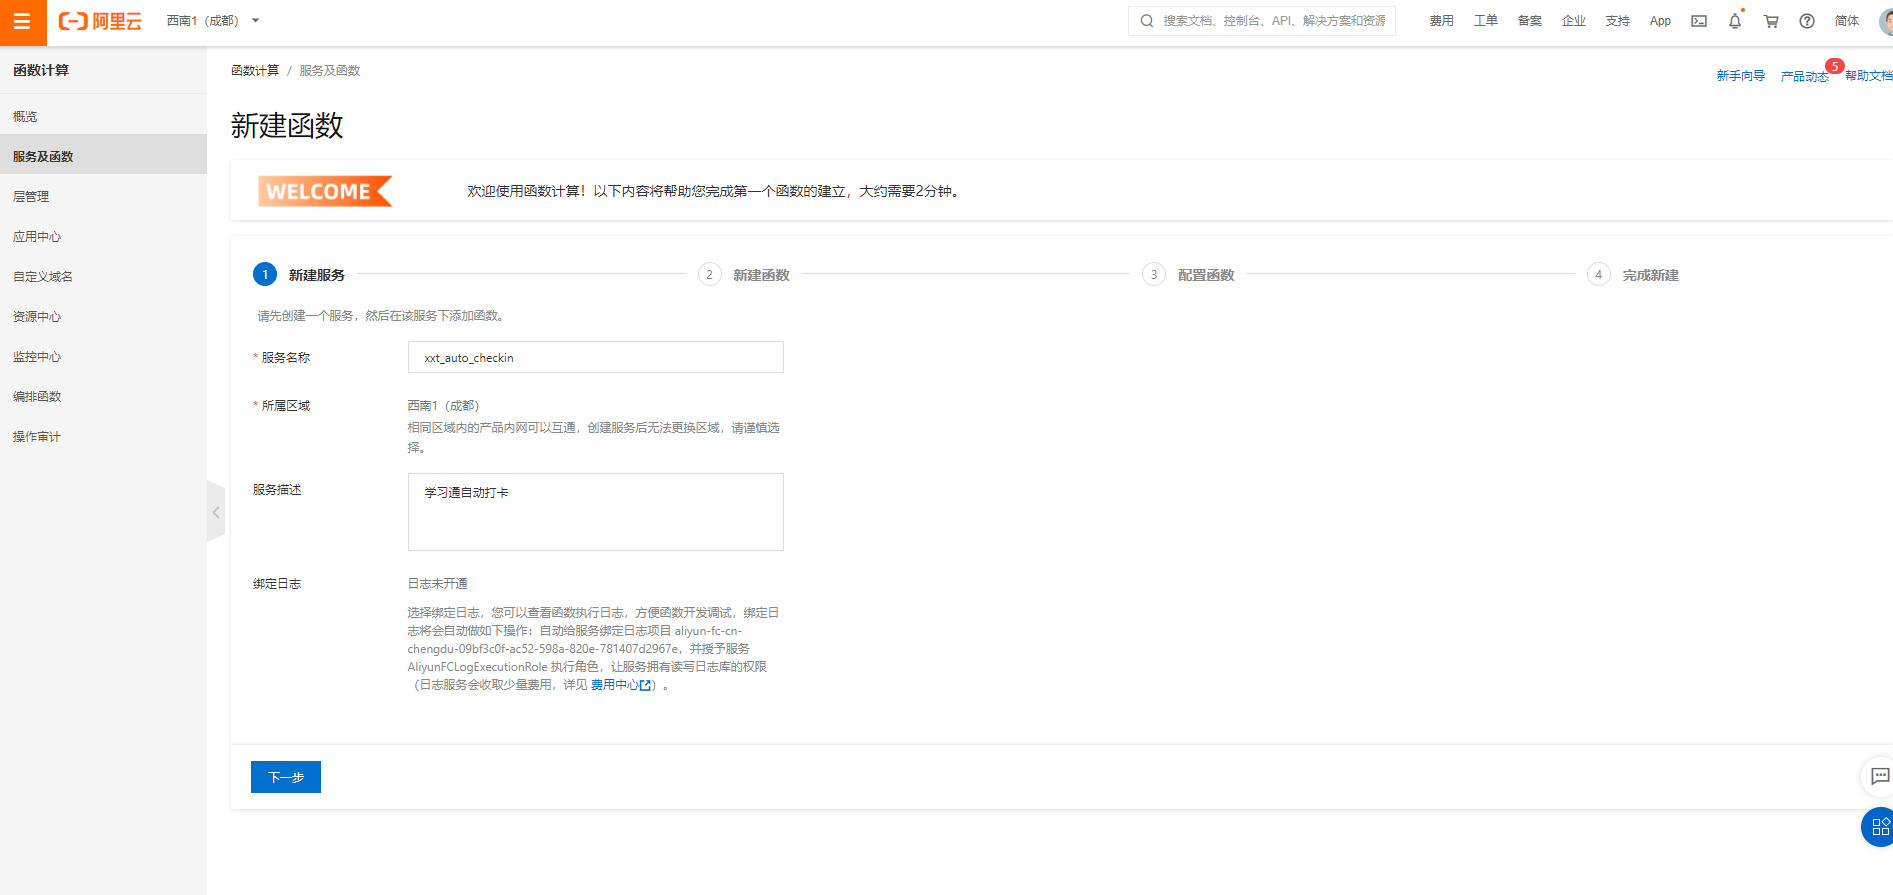 阿里云
西南1（成都）
搜索文档、控制台、API、解决方案和资源
费用
工单
备案
企业
支持
App
简体
函数计算
概览
服务及函数
层管理
应用中心
自定义域名
资源中心
监控中心
编排函数
操作审计
函数计算 / 服务及函数
新手向导
产品动态
5
帮助文档
新建函数
WELCOME
欢迎使用函数计算！以下内容将帮助您完成第一个函数的建立，大约需要2分钟。
1 新建服务
2 新建函数
3 配置函数
4 完成新建
请先创建一个服务，然后在该服务下添加函数。
* 服务名称
xxt_auto_checkin
* 所属区域
西南1（成都）
相同区域内的产品内网可以互通，创建服务后无法更换区域，请谨慎选
择。
服务描述
学习通自动打卡
绑定日志
日志未开通
选择绑定日志，您可以查看函数执行日志，方便函数开发调试，绑定日
志将会自动做如下操作：自动给服务绑定日志项目 aliyun-fc-cn-
chengdu-09bf3c0f-ac52-598a-820e-781407d2967e，并授予服务
AliyunFCLogExecutionRole 执行角色，让服务拥有读写日志库的权限
（日志服务会收取少量费用，详见 费用中心）。
下一步